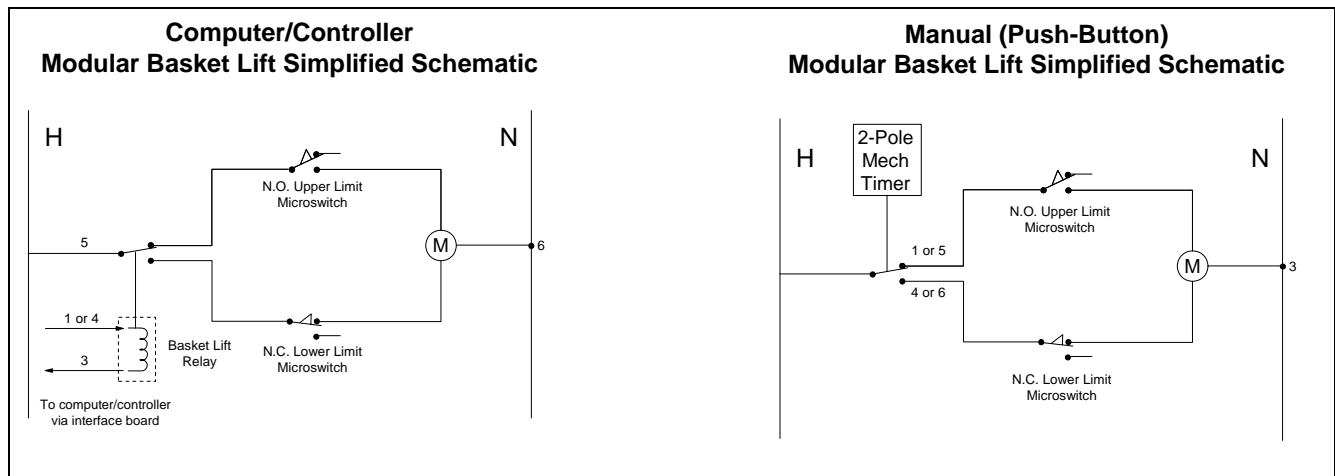 Computer/Controller
Modular Basket Lift Simplified Schematic
H
N
N.O. Upper Limit
Microswitch
5
M
6
1 or 4
3
Basket Lift
Relay
N.C. Lower Limit
Microswitch
To computer/controller
via interface board
Manual (Push-Button)
Modular Basket Lift Simplified Schematic
H
2-Pole
Mech
Timer
N
N.O. Upper Limit
Microswitch
1 or 5
4 or 6
M
3
N.C. Lower Limit
Microswitch